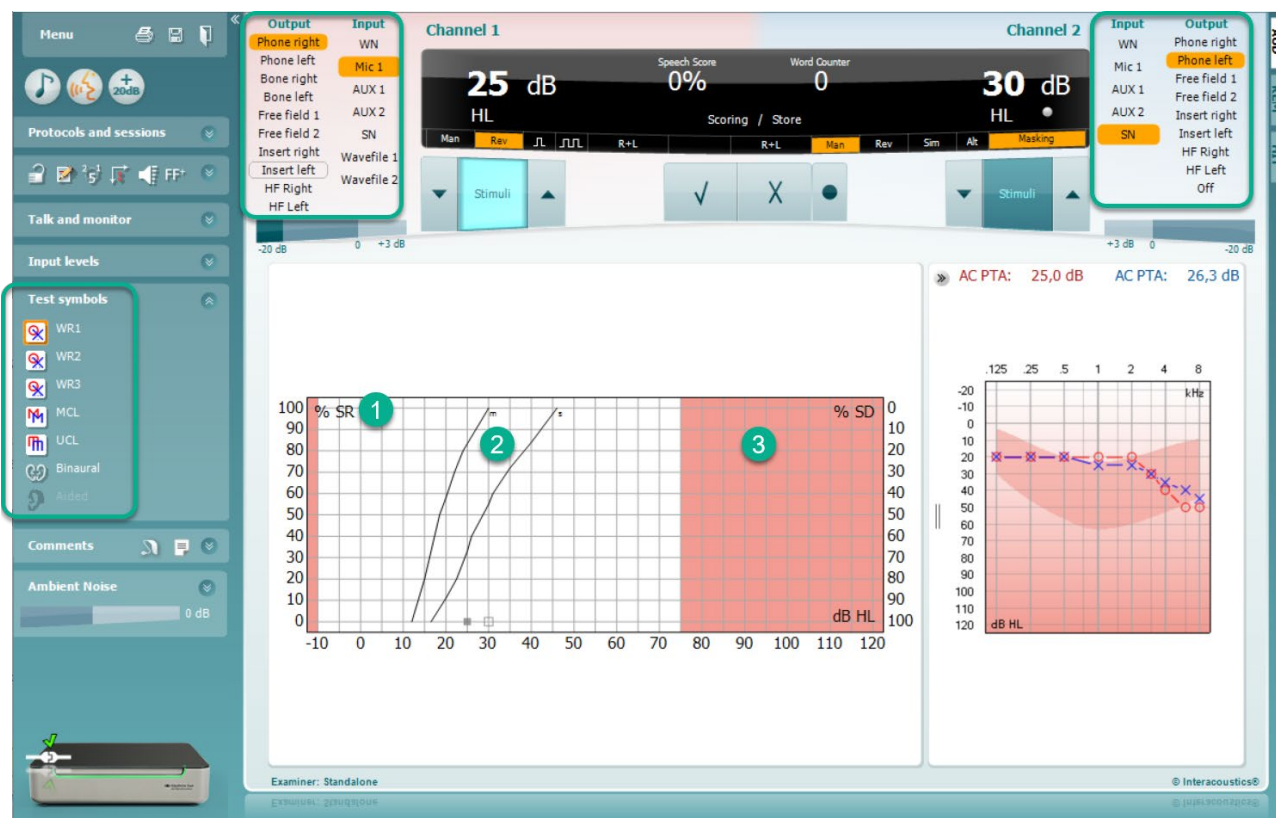 Menu
Protocols and sessions
FF+
Talk and monitor
Input levels
Test symbols
WR1
WR2
WR3
MCL
UCL
Binaural
Aided
Comments
Ambient Noise
0 dB
+
20dB
Output Input
Phone right WN
Phone left Mic 1
Bone right AUX 1
Bone left AUX 2
Free field 1 SN
Free field 2 Wavefile 1
Insert right Wavefile 2
Insert left
HF Right
HF Left
-20 dB 0 +3 dB
Channel 1
Channel 2
25 dB
HL
Speech Score
0%
Word Counter
0
Scoring / Store
30 dB
HL
Man Rev R+L R+L Man Rev Sim Alt Masking
Stimuli
Stimuli
Input Output
WN Phone right
Mic 1 Phone left
AUX 1 Free field 1
AUX 2 Free field 2
SN Insert right
Insert left
HF Right
HF Left
Off
+3 dB 0 -20 dB
AUD
% SR
1
2
3
m
s
% SD
dB HL
100 90 80 70 60 50 40 30 20 10 0
0 10 20 30 40 50 60 70 80 90 100
-10 0 10 20 30 40 50 60 70 80 90 100 110 120
AC PTA: 25,0 dB AC PTA: 26,3 dB
.125 .25 .5 1 2 4 8
kHz
-20
-10
0
10
20
30
40
50
60
70
80
90
100
110
120
dB HL
Examiner: Standalone
© Interacoustics®